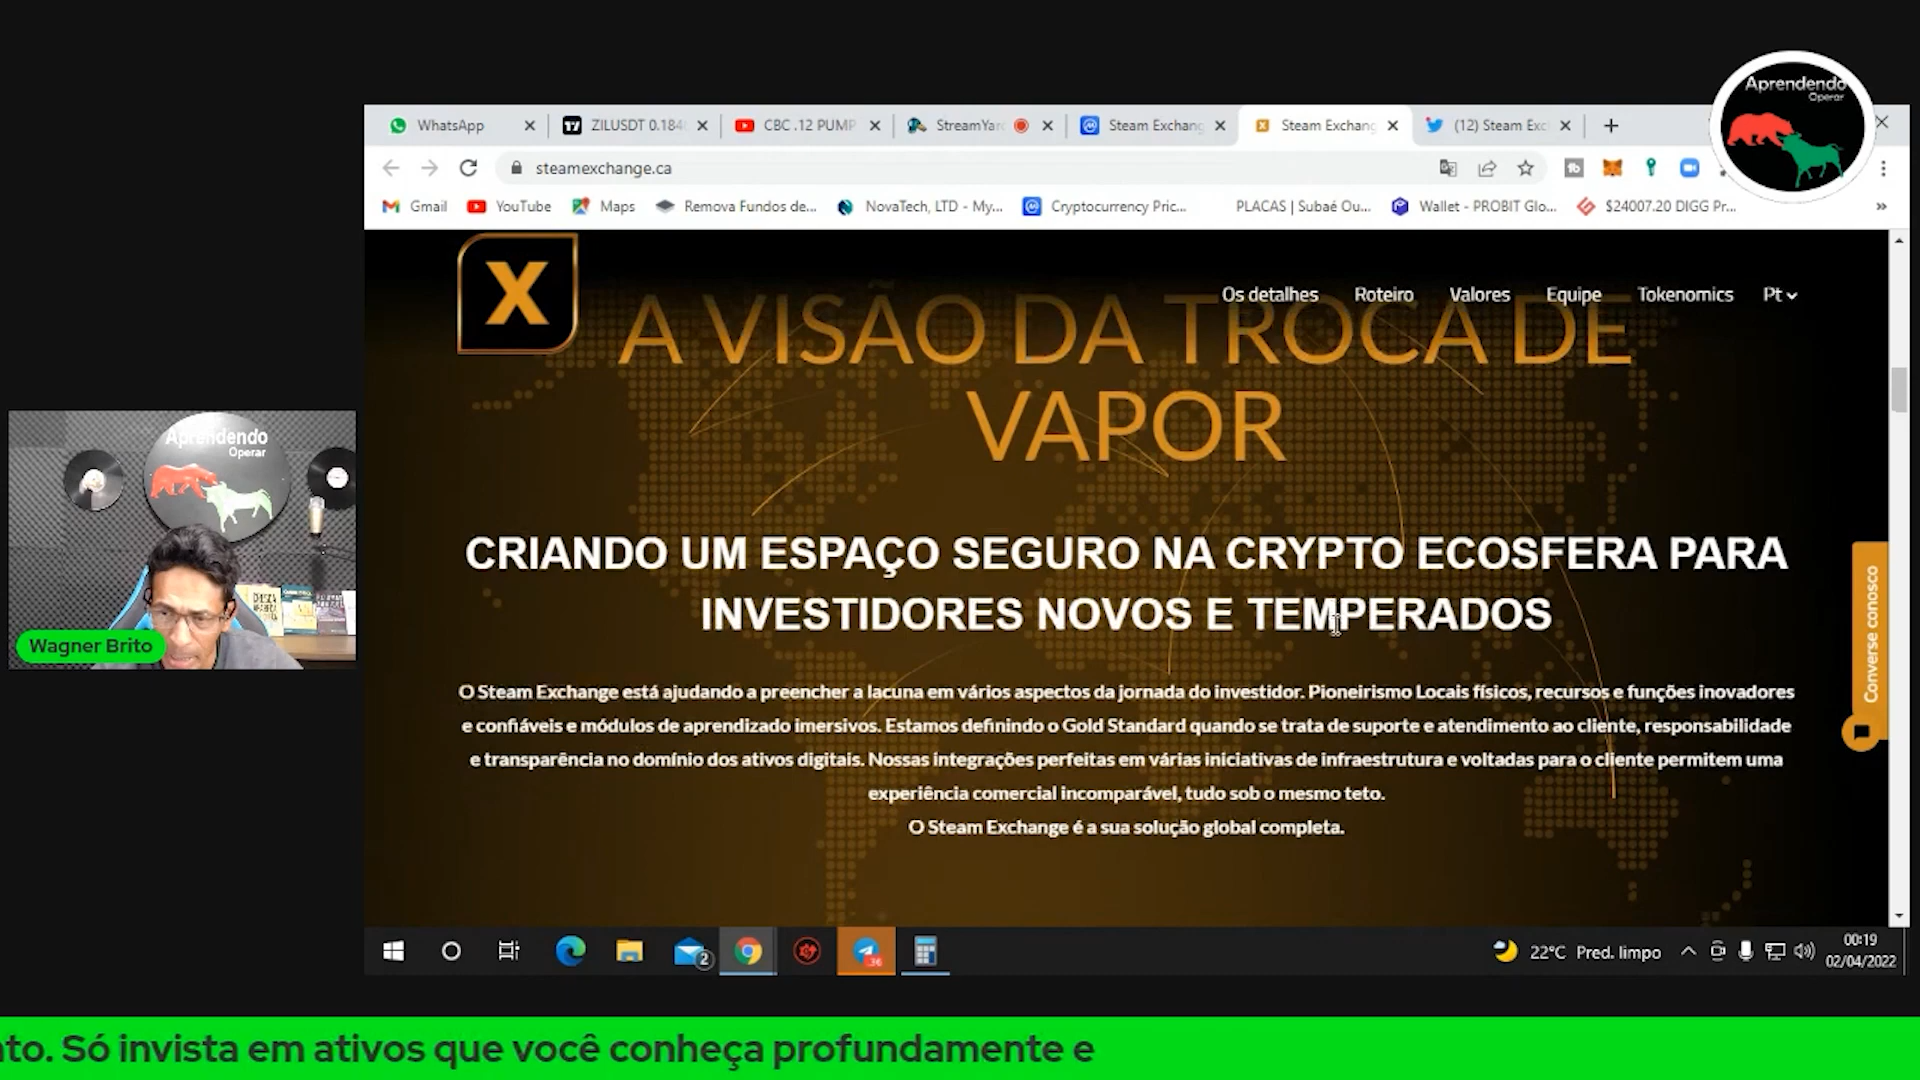 Aprendendo
Operar
WhatsApp
ZILUSDT 0.184
CBC .12 PUMP
StreamYar
Steam Exchang
Steam Exchang
(12) Steam Exc
steamexchange.ca
Gmail
YouTube
Maps
Remova Fundos de...
NovaTech, LTD - My...
Cryptocurrency Pric...
PLACAS | Subaé Ou...
Wallet - PROBIT Glo...
$24007.20 DIGG Pr...
»
X
Os detalhes
Roteiro
Valores
Equipe
Tokenomics
Pt
A VISÃO DA TROCA DE
VAPOR
CRIANDO UM ESPAÇO SEGURO NA CRYPTO ECOSFERA PARA
INVESTIDORES NOVOS E TEMPERADOS
O Steam Exchange está ajudando a preencher a lacuna em vários aspectos da jornada do investidor. Pioneirismo Locais físicos, recursos e funções inovadores
e confiáveis e módulos de aprendizado imersivos. Estamos definindo o Gold Standard quando se trata de suporte e atendimento ao cliente, responsabilidade
e transparência no domínio dos ativos digitais. Nossas integrações perfeitas em várias iniciativas de infraestrutura e voltadas para o cliente permitem uma
experiência comercial incomparável, tudo sob o mesmo teto.
O Steam Exchange é a sua solução global completa.
Converse conosco
Aprendendo
Operar
Wagner Brito
2
36
22°C Pred. limpo
00:19
02/04/2022
nto. Só invista em ativos que você conheça profundamente e